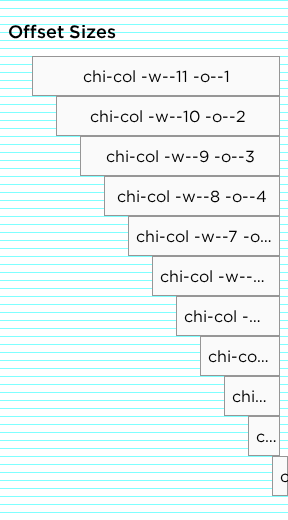 Offset Sizes
chi-col -w--11 -o--1
chi-col -w--10 -o--2
chi-col -w--9 -o--3
chi-col -w--8 -o--4
chi-col -w--7 -o...
chi-col -w--...
chi-col -...
chi-co...
chi...
c...